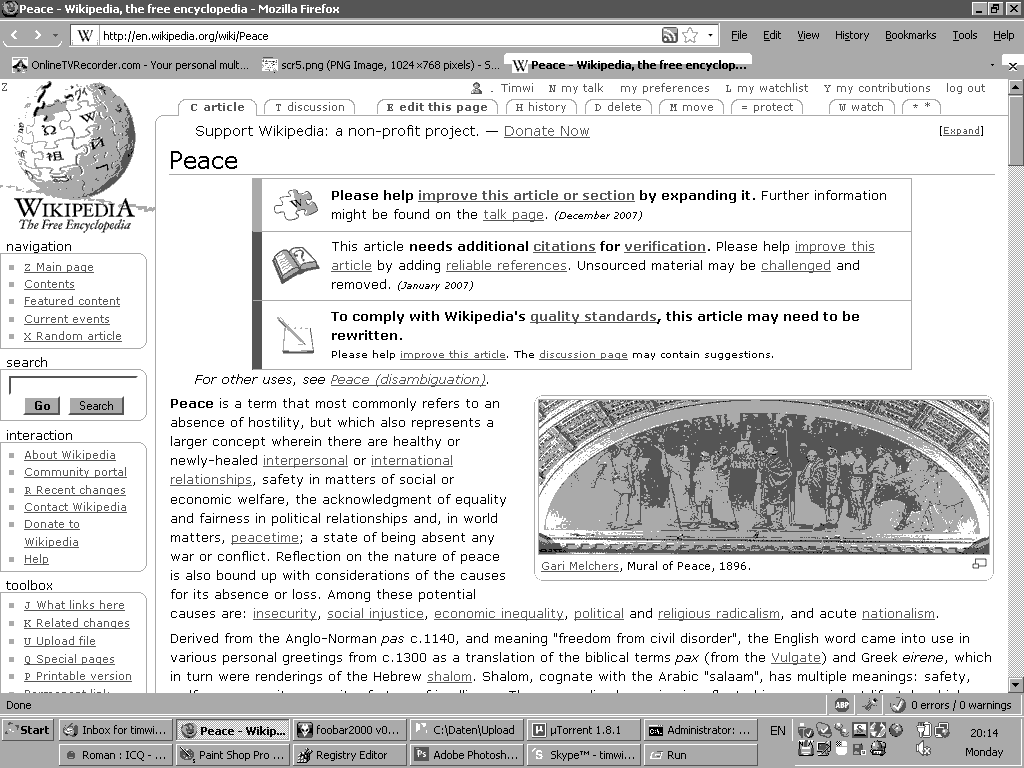 Peace - Wikipedia, the free encyclopedia - Mozilla Firefox
http://en.wikipedia.org/wiki/Peace File Edit View History Bookmarks Tools Help
OnlineTVRecorder.com - Your personal mult... scr5.png (PNG Image, 1024×768 pixels) - S... Peace - Wikipedia, the free encyclop...
Z
Timwi N my talk my preferences L my watchlist Y my contributions log out
C article T discussion E edit this page H history D delete M move = protect W watch * *
Support Wikipedia: a non-profit project. — Donate Now [Expand]
Peace
Please help improve this article or section by expanding it. Further information
might be found on the talk page. (December 2007)
This article needs additional citations for verification. Please help improve this
article by adding reliable references. Unsourced material may be challenged and
removed. (January 2007)
To comply with Wikipedia's quality standards, this article may need to be
rewritten.
Please help improve this article. The discussion page may contain suggestions.
For other uses, see Peace (disambiguation).
Peace is a term that most commonly refers to an
absence of hostility, but which also represents a
larger concept wherein there are healthy or
newly-healed interpersonal or international
relationships, safety in matters of social or
economic welfare, the acknowledgment of equality
and fairness in political relationships and, in world
matters, peacetime; a state of being absent any
war or conflict. Reflection on the nature of peace
is also bound up with considerations of the causes
for its absence or loss. Among these potential
causes are: insecurity, social injustice, economic inequality, political and religious radicalism, and acute nationalism.
Gari Melchers, Mural of Peace, 1896.
Derived from the Anglo-Norman pas c.1140, and meaning "freedom from civil disorder", the English word came into use in
various personal greetings from c.1300 as a translation of the biblical terms pax (from the Vulgate) and Greek eirene, which
in turn were renderings of the Hebrew shalom. Shalom, cognate with the Arabic "salaam", has multiple meanings: safety,
WIKIPEDIA
The Free Encyclopedia
navigation
Z Main page
Contents
Featured content
Current events
X Random article
search
Go Search
interaction
About Wikipedia
Community portal
R Recent changes
Contact Wikipedia
Donate to
Wikipedia
Help
toolbox
J What links here
K Related changes
U Upload file
Q Special pages
P Printable version
Permanent link
Done ABP 0 errors / 0 warnings
Start Inbox for timwi... Peace - Wikip... foobar2000 v0... C:\Daten\Upload µTorrent 1.8.1 Administrator: ... EN 20:14
Roman : ICQ - ... Paint Shop Pro ... Registry Editor Adobe Photosh... Skype™ - timwi... Run Monday